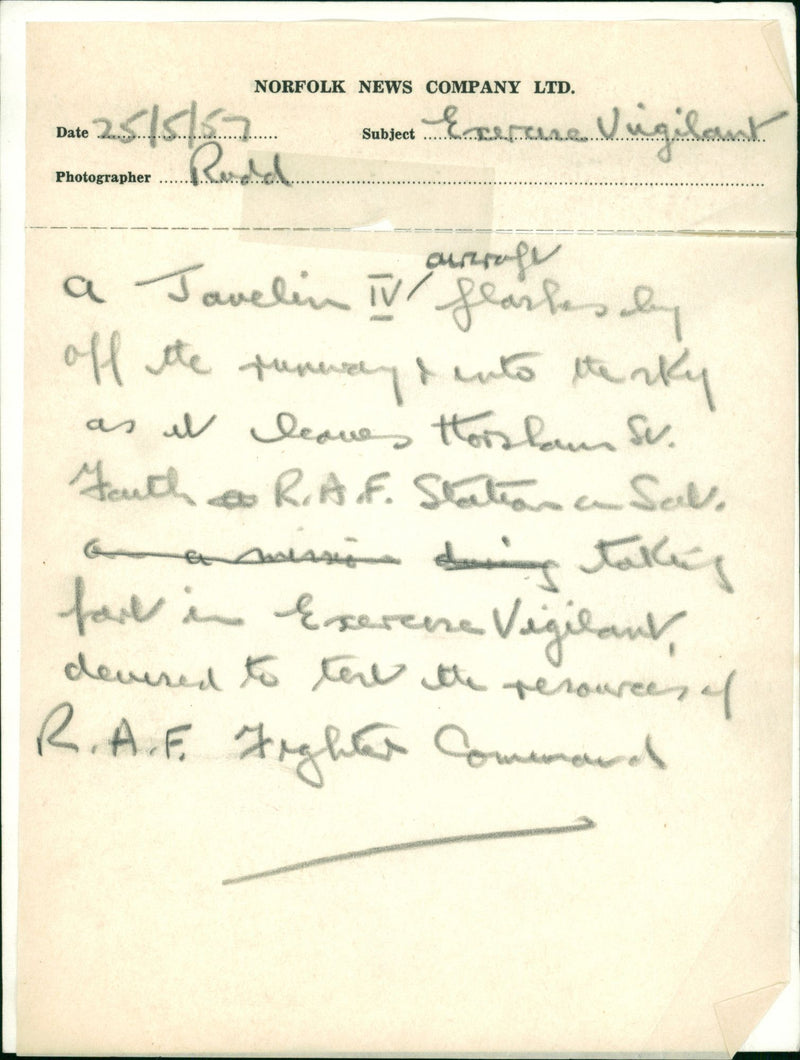 NORFOLK NEWS COMPANY LTD.
Date 25/5/57 Subject Exercise Vigilant
Photographer Rudd
aircraft
A Javelin IV flashes by
off the runway & into the sky
as it leaves Horsham St.
Faith R.A.F. Station on Sat.
on a mission during taking
part in Exercise Vigilant,
devised to test the resources of
R.A.F. Fighter Command